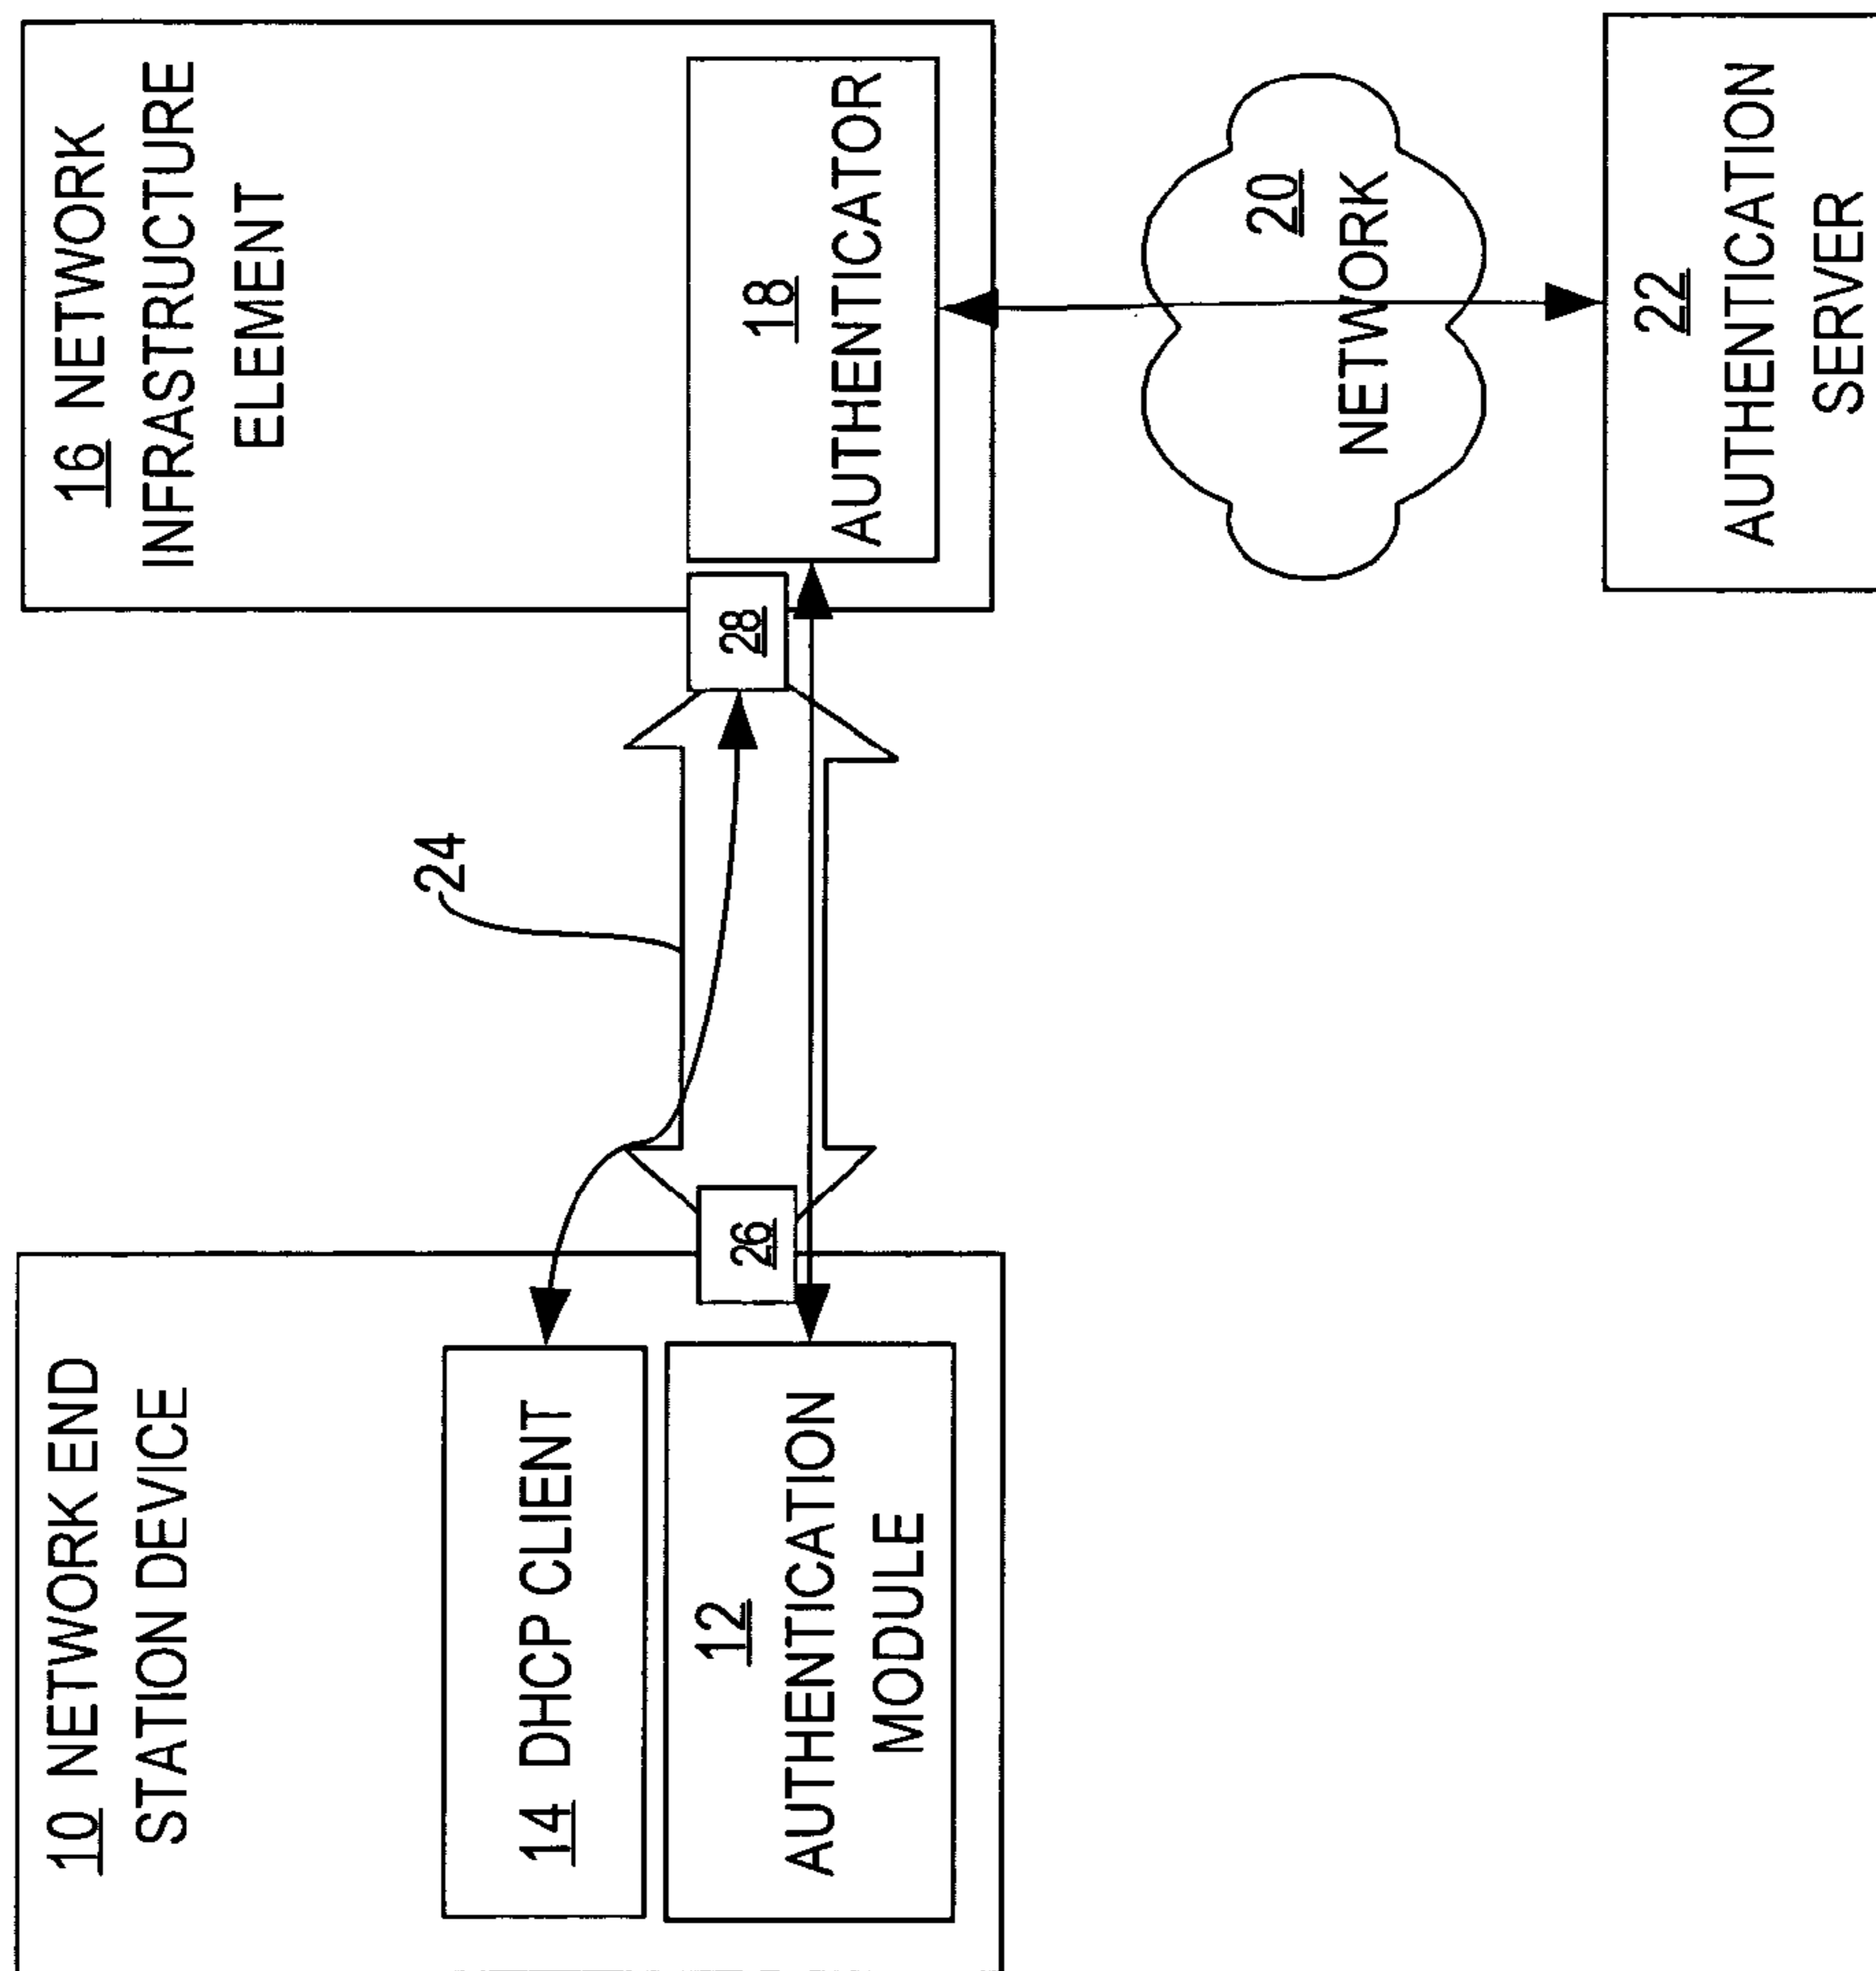 10 NETWORK END
STATION DEVICE
14 DHCP CLIENT
12
AUTHENTICATION
MODULE
26
24
28
16 NETWORK
INFRASTRUCTURE
ELEMENT
18
AUTHENTICATOR
20
NETWORK
22
AUTHENTICATION
SERVER